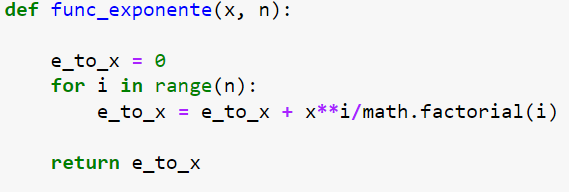 def func_exponente(x, n):
    e_to_x = 0
    for i in range(n):
        e_to_x = e_to_x + x**i/math.factorial(i)
    return e_to_x